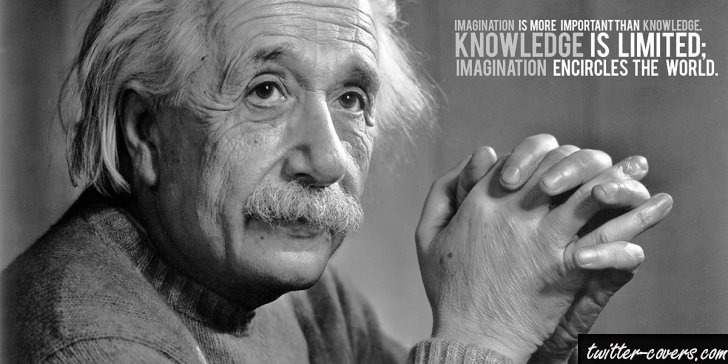 IMAGINATION IS MORE IMPORTANT THAN KNOWLEDGE.
KNOWLEDGE IS LIMITED;
IMAGINATION ENCIRCLES THE WORLD.
twitter-covers.com